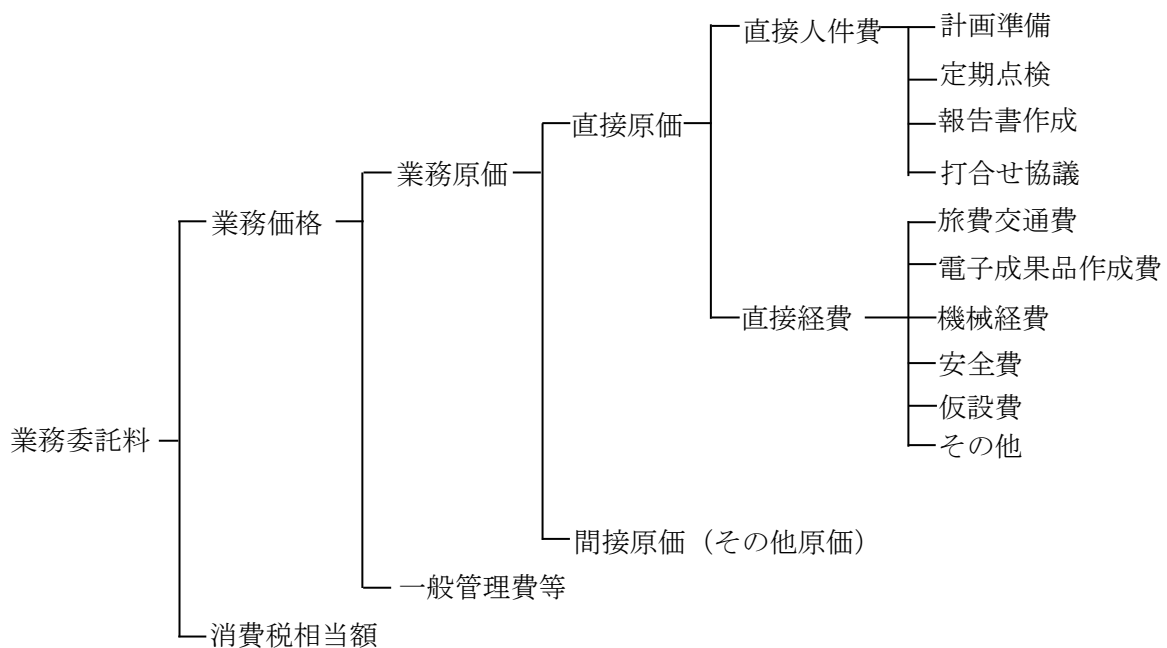 直接人件費
計画準備
定期点検
報告書作成
打合せ協議
直接原価
業務原価
業務価格
旅費交通費
電子成果品作成費
直接経費
機械経費
安全費
仮設費
その他
業務委託料
間接原価（その他原価）
一般管理費等
消費税相当額